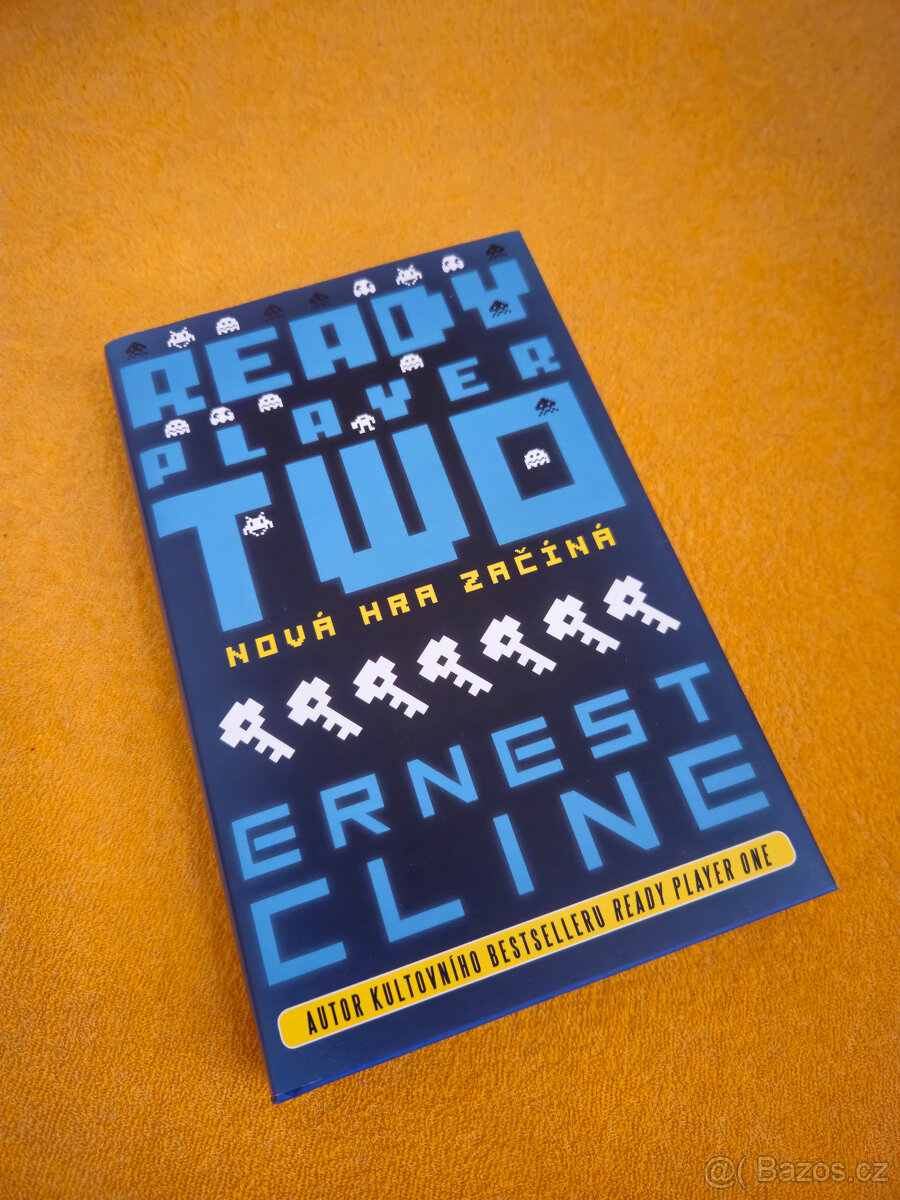 READY
PLAYER
TWO
NOVÁ HRA ZAČÍNÁ
ERNEST
CLINE
AUTOR KULTOVNÍHO BESTSELLERU READY PLAYER ONE
@( Bazos.cz